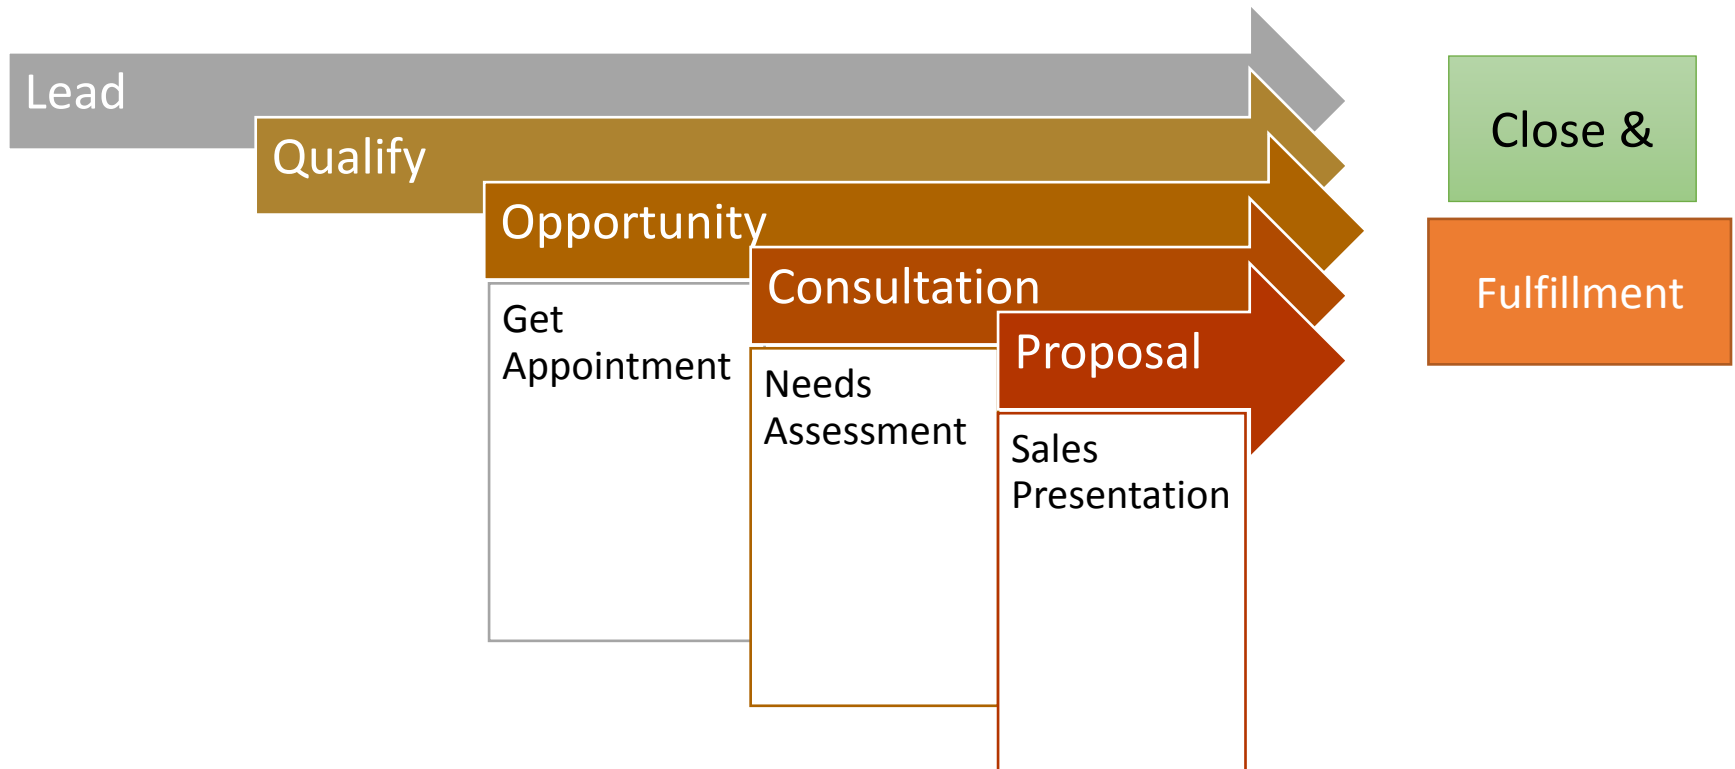 Lead
Qualify
Opportunity
Get
Appointment
Consultation
Needs
Assessment
Proposal
Sales
Presentation
Close &
Fulfillment